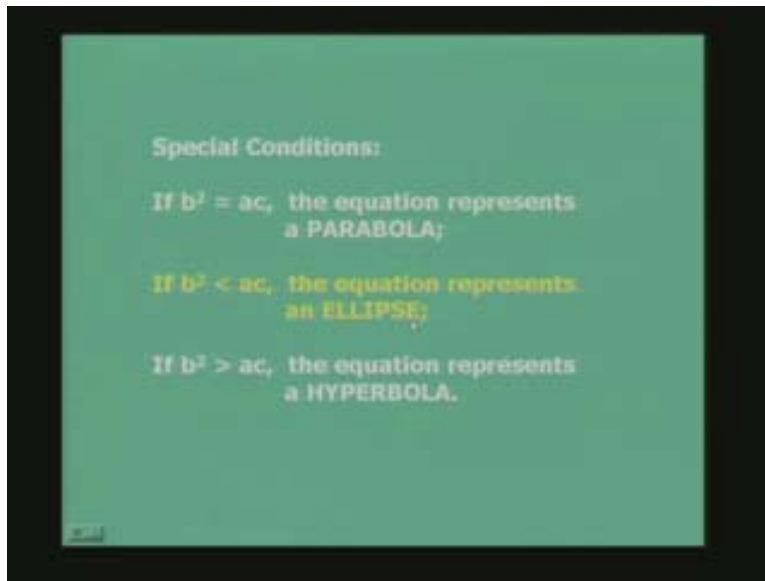 Special Conditions:
If b² = ac, the equation represents
a PARABOLA;
If b² < ac, the equation represents
an ELLIPSE;
If b² > ac, the equation represents
a HYPERBOLA.